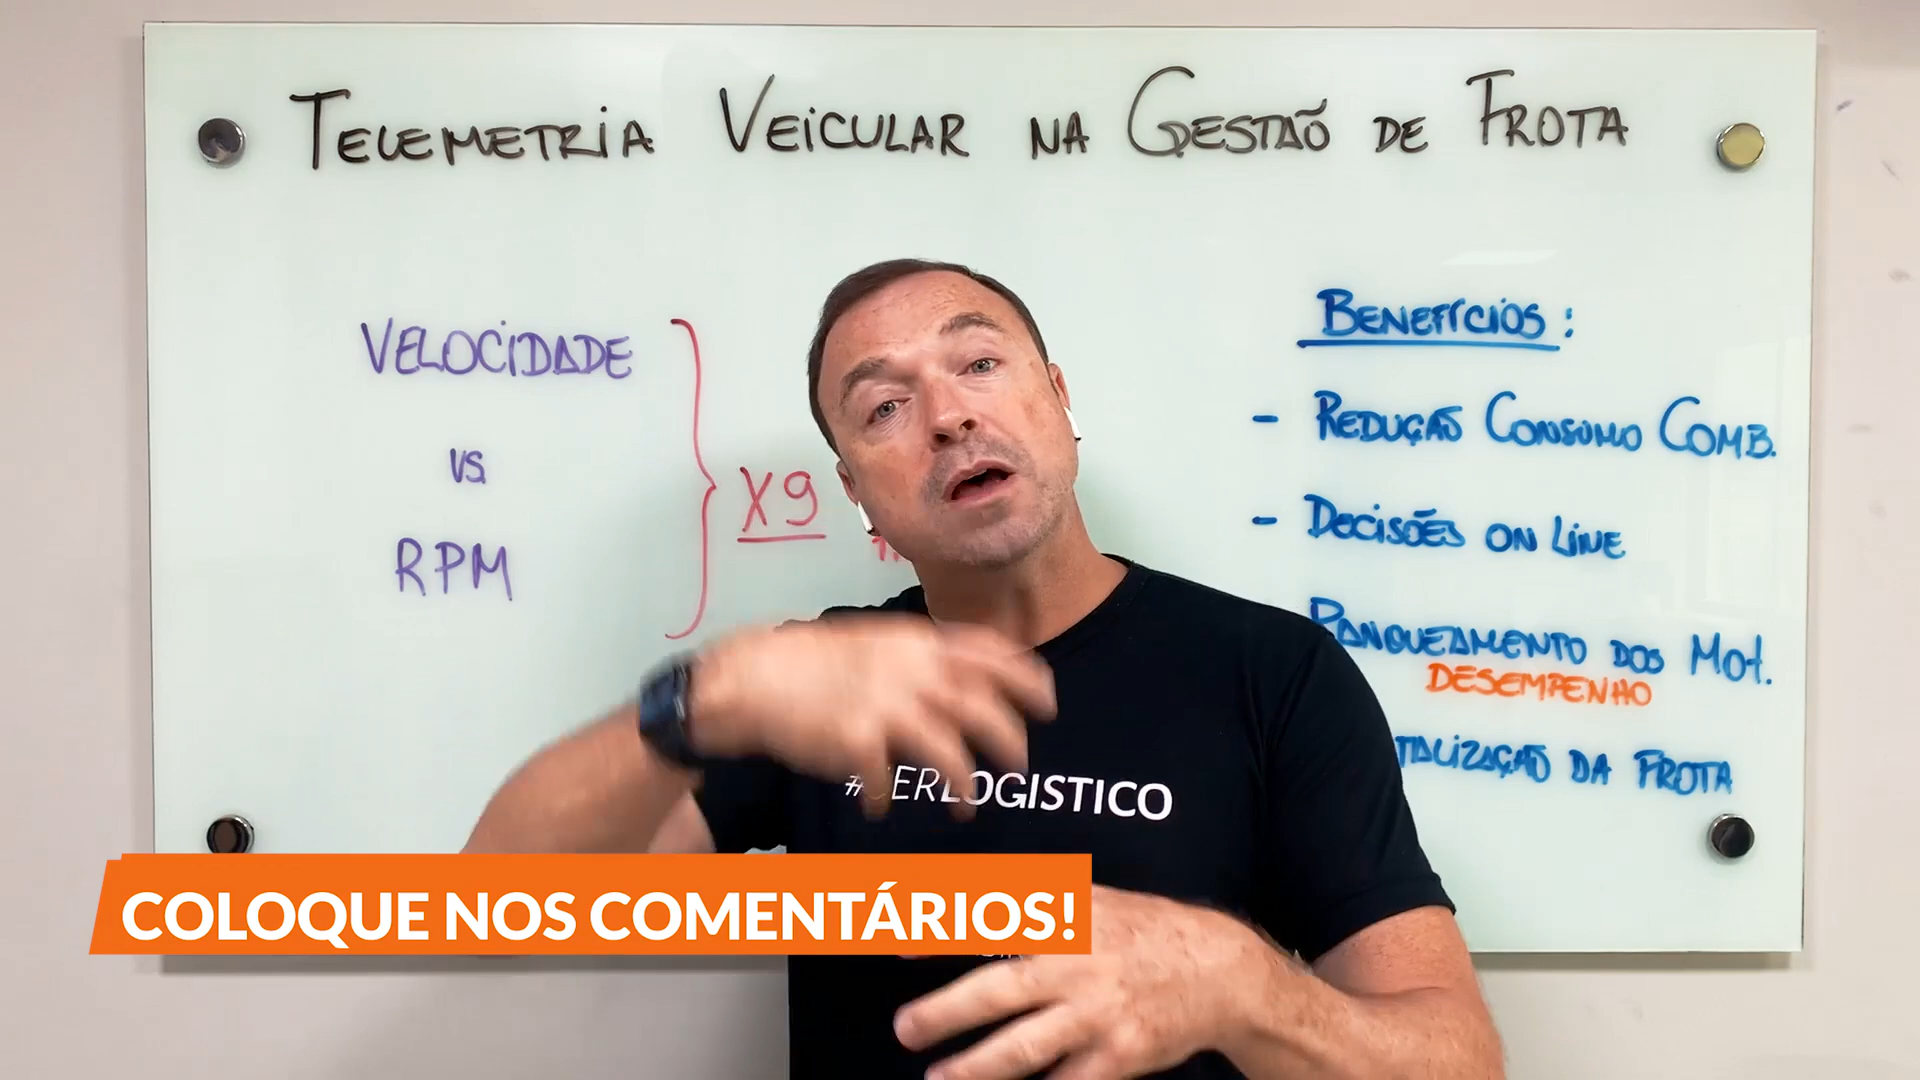 TELEMETRIA VEICULAR NA GESTÃO DE FROTA
VELOCIDADE
VS.
RPM
X9
BENEFÍCIOS:
- REDUÇÃO CONSUMO COMB.
- DECISÕES ON LINE
RANQUEAMENTO DOS MOT.
DESEMPENHO
DA FROTA
#SERLOGISTICO
COLOQUE NOS COMENTÁRIOS!